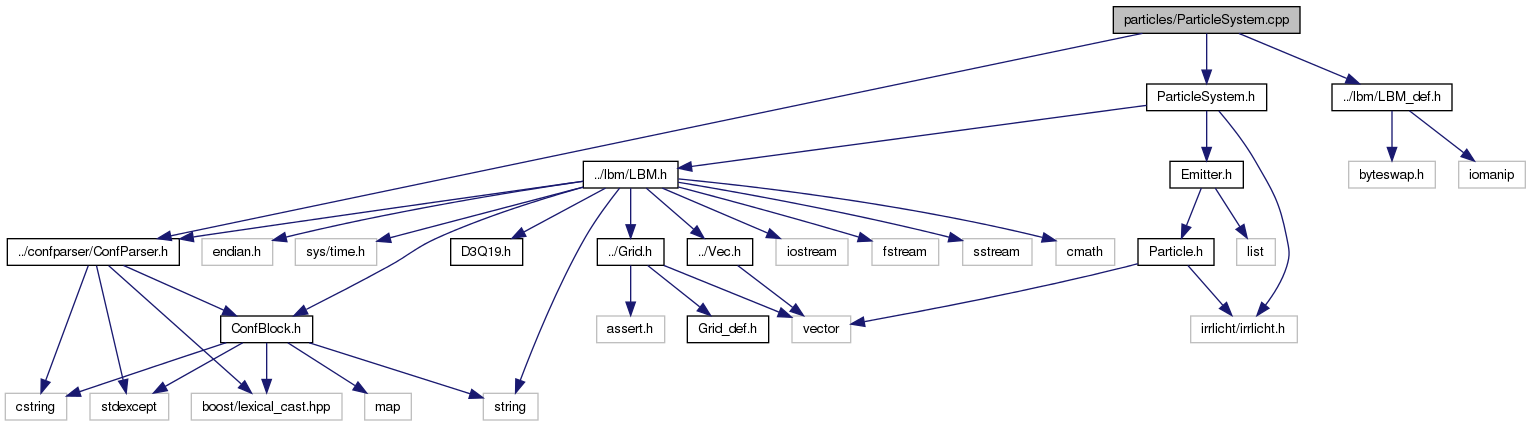 particles/ParticleSystem.cpp
ParticleSystem.h
../lbm/LBM_def.h
../lbm/LBM.h
Emitter.h
byteswap.h
iomanip
../confparser/ConfParser.h
endian.h
sys/time.h
D3Q19.h
../Grid.h
../Vec.h
iostream
fstream
sstream
cmath
Particle.h
list
ConfBlock.h
assert.h
Grid_def.h
vector
irrlicht/irrlicht.h
cstring
stdexcept
boost/lexical_cast.hpp
map
string